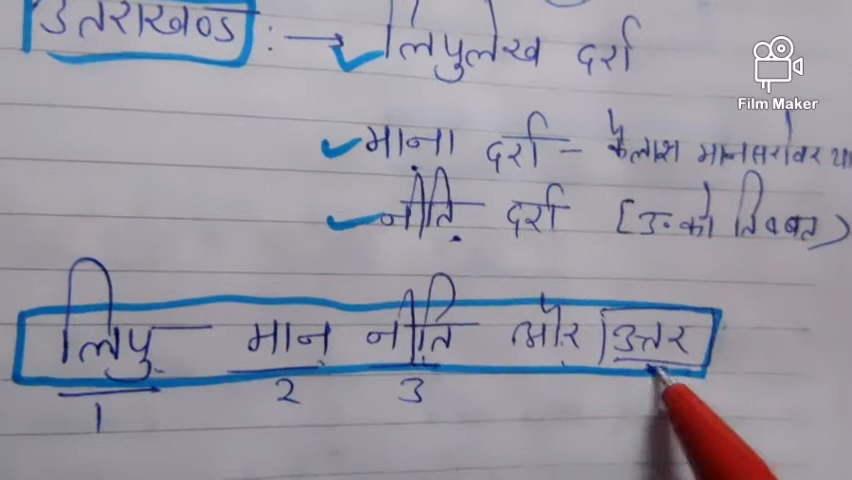 उत्तराखण्ड : → लिपुलेख दर्रा
Film Maker
माना दर्रा - कैलाश मानसरोवर या
नीति दर्रा (उ. को तिब्बत)
लिपु मान नीति और उत्तर
1 2 3